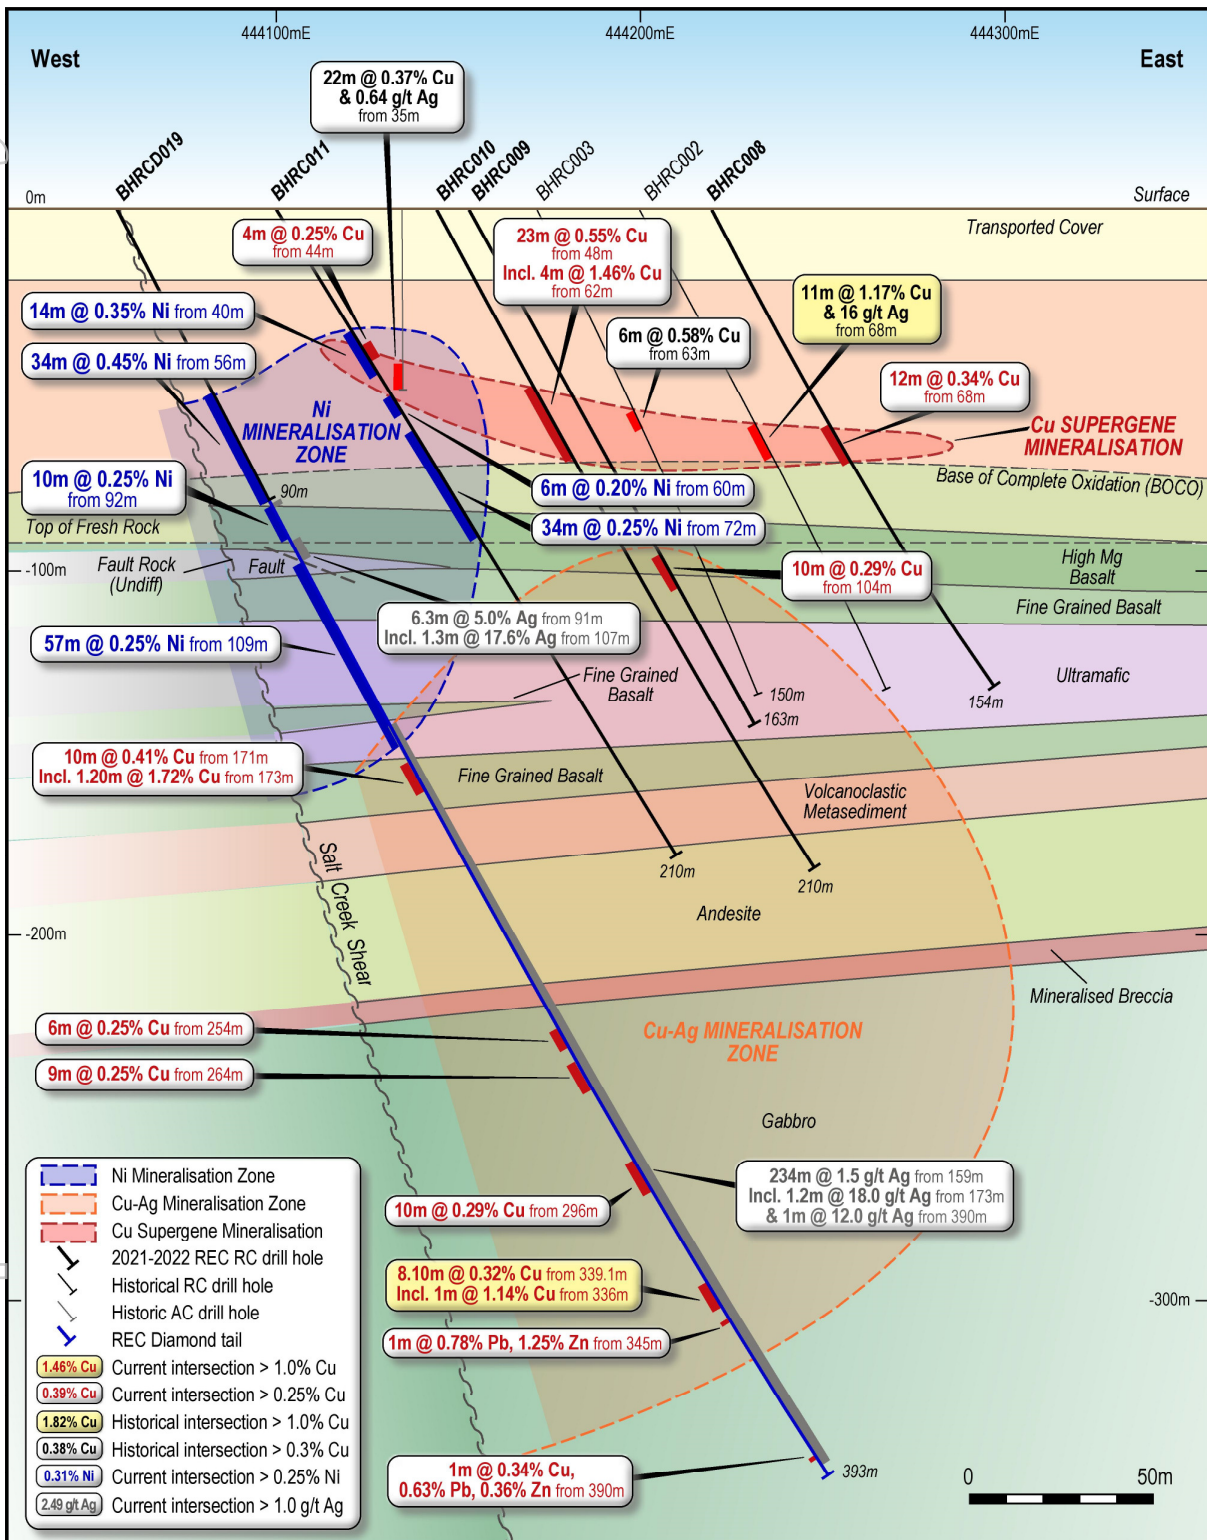 444100mE
444200mE
444300mE
West
East
22m @ 0.37% Cu
& 0.64 g/t Ag
from 35m
BHRCD019
BHRC011
BHRC010
BHRC009
BHRC003
BHRC002
BHRC008
0m
Surface
Transported Cover
4m @ 0.25% Cu
from 44m
23m @ 0.55% Cu
from 48m
Incl. 4m @ 1.46% Cu
from 62m
11m @ 1.17% Cu
& 16 g/t Ag
from 68m
14m @ 0.35% Ni from 40m
6m @ 0.58% Cu
from 63m
34m @ 0.45% Ni from 56m
12m @ 0.34% Cu
from 68m
Ni
MINERALISATION
ZONE
Cu SUPERGENE
MINERALISATION
10m @ 0.25% Ni
from 92m
90m
6m @ 0.20% Ni from 60m
Base of Complete Oxidation (BOCO)
34m @ 0.25% Ni from 72m
Top of Fresh Rock
Fault Rock
(Undiff)
Fault
-100m
10m @ 0.29% Cu
from 104m
High Mg
Basalt
Fine Grained Basalt
6.3m @ 5.0% Ag from 91m
Incl. 1.3m @ 17.6% Ag from 107m
57m @ 0.25% Ni from 109m
Fine Grained
Basalt
Ultramafic
150m
163m
154m
10m @ 0.41% Cu from 171m
Incl. 1.20m @ 1.72% Cu from 173m
Fine Grained Basalt
Volcanoclastic
Metasediment
210m
210m
Salt Creek Shear
Andesite
-200m
Mineralised Breccia
6m @ 0.25% Cu from 254m
Cu-Ag MINERALISATION
ZONE
9m @ 0.25% Cu from 264m
Gabbro
234m @ 1.5 g/t Ag from 159m
Incl. 1.2m @ 18.0 g/t Ag from 173m
& 1m @ 12.0 g/t Ag from 390m
10m @ 0.29% Cu from 296m
8.10m @ 0.32% Cu from 339.1m
Incl. 1m @ 1.14% Cu from 336m
-300m
1m @ 0.78% Pb, 1.25% Zn from 345m
1m @ 0.34% Cu,
0.63% Pb, 0.36% Zn from 390m
393m
0 50m
Ni Mineralisation Zone
Cu-Ag Mineralisation Zone
Cu Supergene Mineralisation
2021-2022 REC RC drill hole
Historical RC drill hole
Historic AC drill hole
REC Diamond tail
1.46% Cu Current intersection > 1.0% Cu
0.39% Cu Current intersection > 0.25% Cu
1.82% Cu Historical intersection > 1.0% Cu
0.38% Cu Historical intersection > 0.3% Cu
0.31% Ni Current intersection > 0.25% Ni
2.49 g/t Ag Current intersection > 1.0 g/t Ag